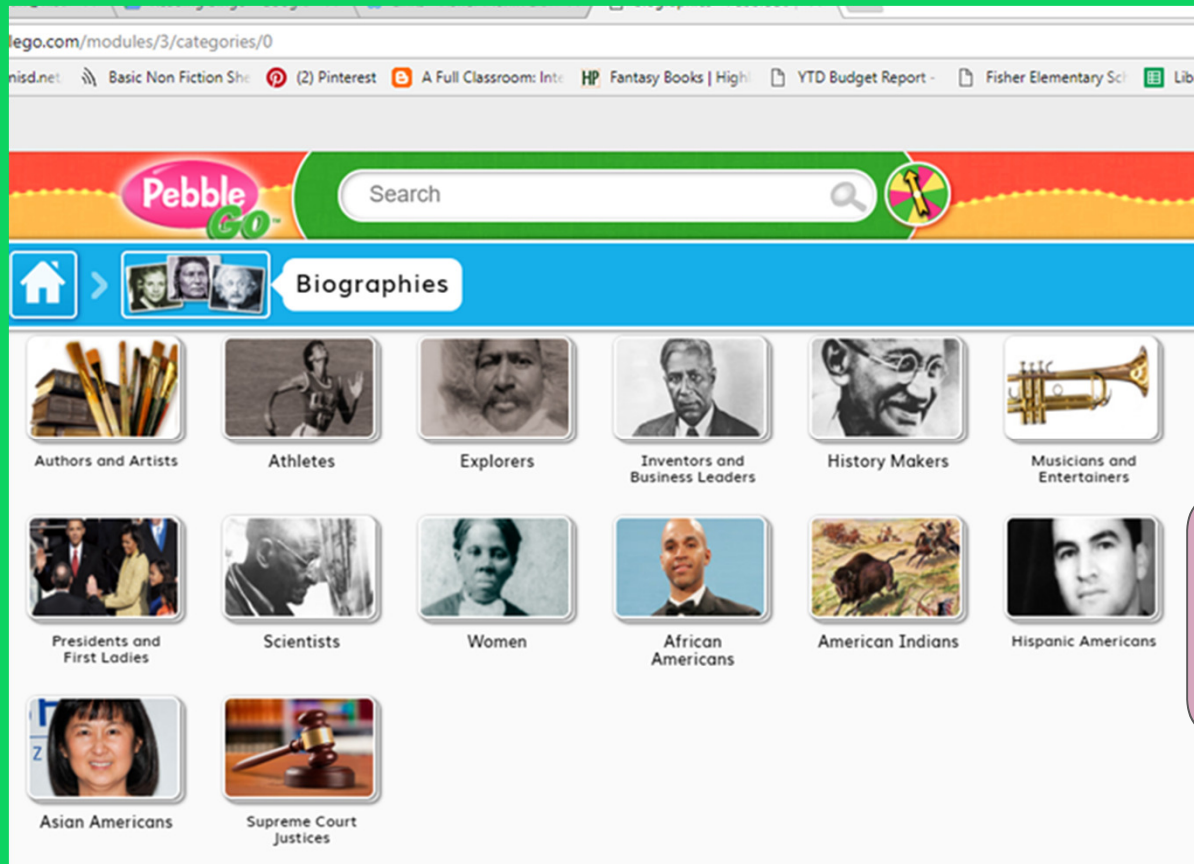 lego.com/modules/3/categories/0
nisd.net Basic Non Fiction She (2) Pinterest A Full Classroom: Inte HP Fantasy Books | High YTD Budget Report - Fisher Elementary Sch Lib
Pebble Go™ Search
Biographies
Authors and Artists Athletes Explorers Inventors and Business Leaders History Makers Musicians and Entertainers
Presidents and First Ladies Scientists Women African Americans American Indians Hispanic Americans
Asian Americans Supreme Court Justices